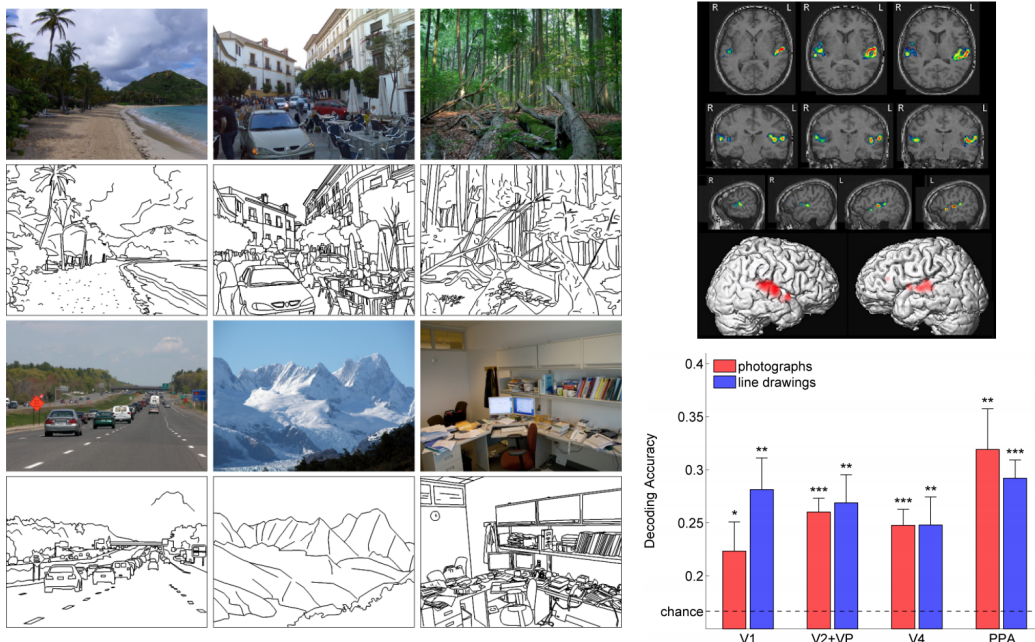 R L R L R L
R L R L R L
R R L L
0.4
photographs
line drawings
0.35
0.3
0.25
0.2
chance
Decoding Accuracy
**
***
*
**
***
**
***
**
V1 V2+VP V4 PPA